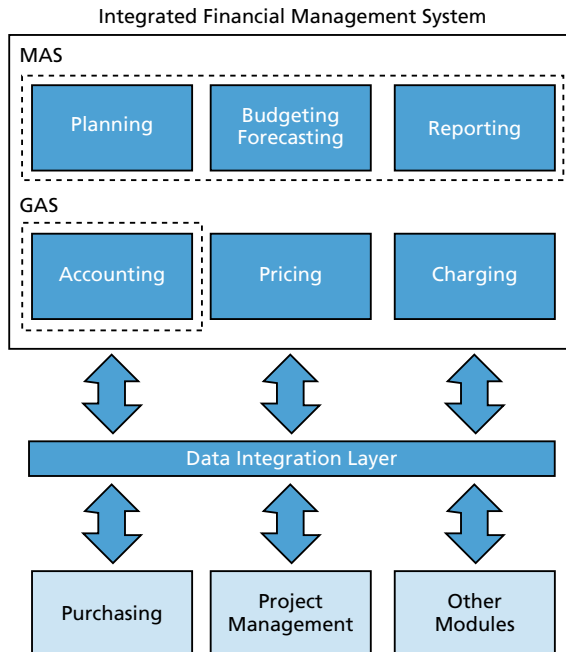 Integrated Financial Management System
MAS
Planning
Budgeting
Forecasting
Reporting
GAS
Accounting
Pricing
Charging
Data Integration Layer
Purchasing
Project
Management
Other
Modules